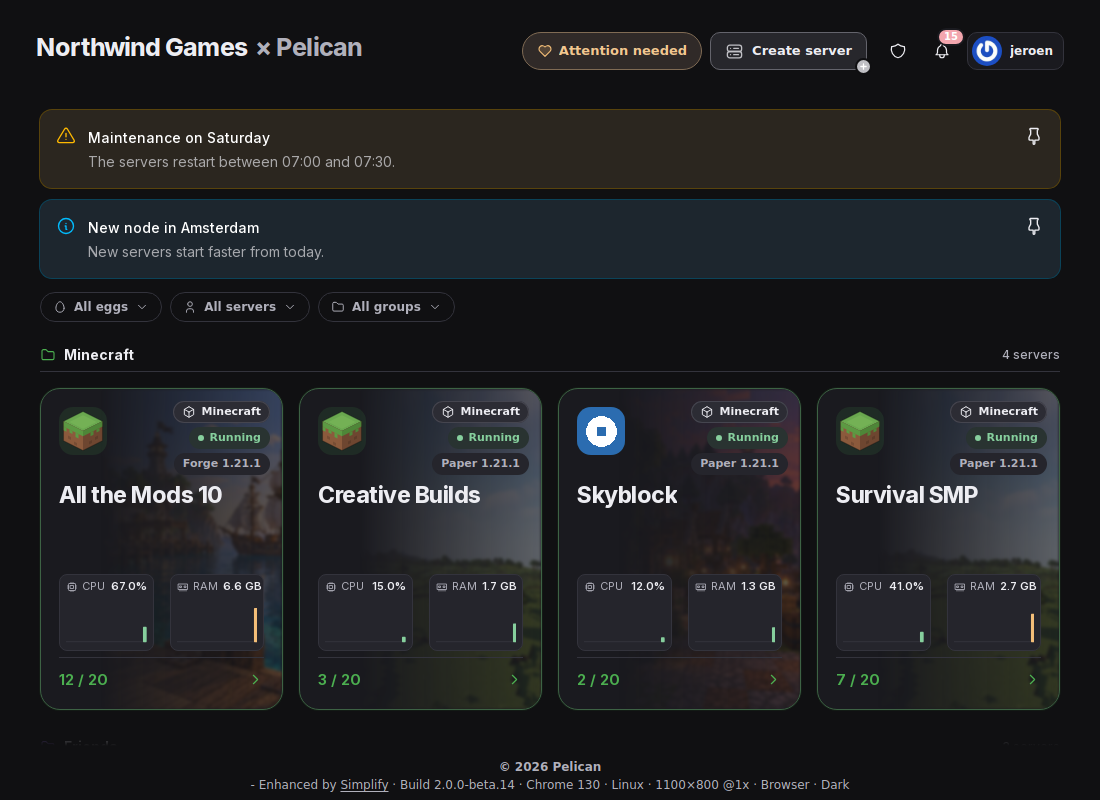 Northwind Games × Pelican
Attention needed
Create server
15
jeroen
Maintenance on Saturday
The servers restart between 07:00 and 07:30.
New node in Amsterdam
New servers start faster from today.
All eggs
All servers
All groups
Minecraft
4 servers
Minecraft
Running
Forge 1.21.1
All the Mods 10
CPU 67.0%
RAM 6.6 GB
12 / 20
Minecraft
Running
Paper 1.21.1
Creative Builds
CPU 15.0%
RAM 1.7 GB
3 / 20
Minecraft
Running
Paper 1.21.1
Skyblock
CPU 12.0%
RAM 1.3 GB
2 / 20
Minecraft
Running
Paper 1.21.1
Survival SMP
CPU 41.0%
RAM 2.7 GB
7 / 20
Friends
© 2026 Pelican
- Enhanced by Simplify · Build 2.0.0-beta.14 · Chrome 130 · Linux · 1100×800 @1x · Browser · Dark